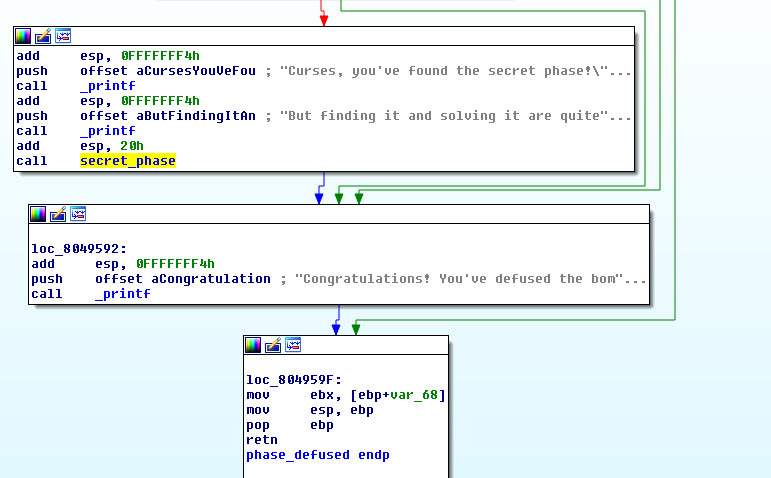 add     esp, 0FFFFFFF4h
push    offset aCursesYouVeFou ; "Curses, you've found the secret phase!\"...
call    _printf
add     esp, 0FFFFFFF4h
push    offset aButFindingItAn ; "But finding it and solving it are quite"...
call    _printf
add     esp, 20h
call    secret_phase
loc_8049592:
add     esp, 0FFFFFFF4h
push    offset aCongratulation ; "Congratulations! You've defused the bom"...
call    _printf
loc_804959F:
mov     ebx, [ebp+var_68]
mov     esp, ebp
pop     ebp
retn
phase_defused endp